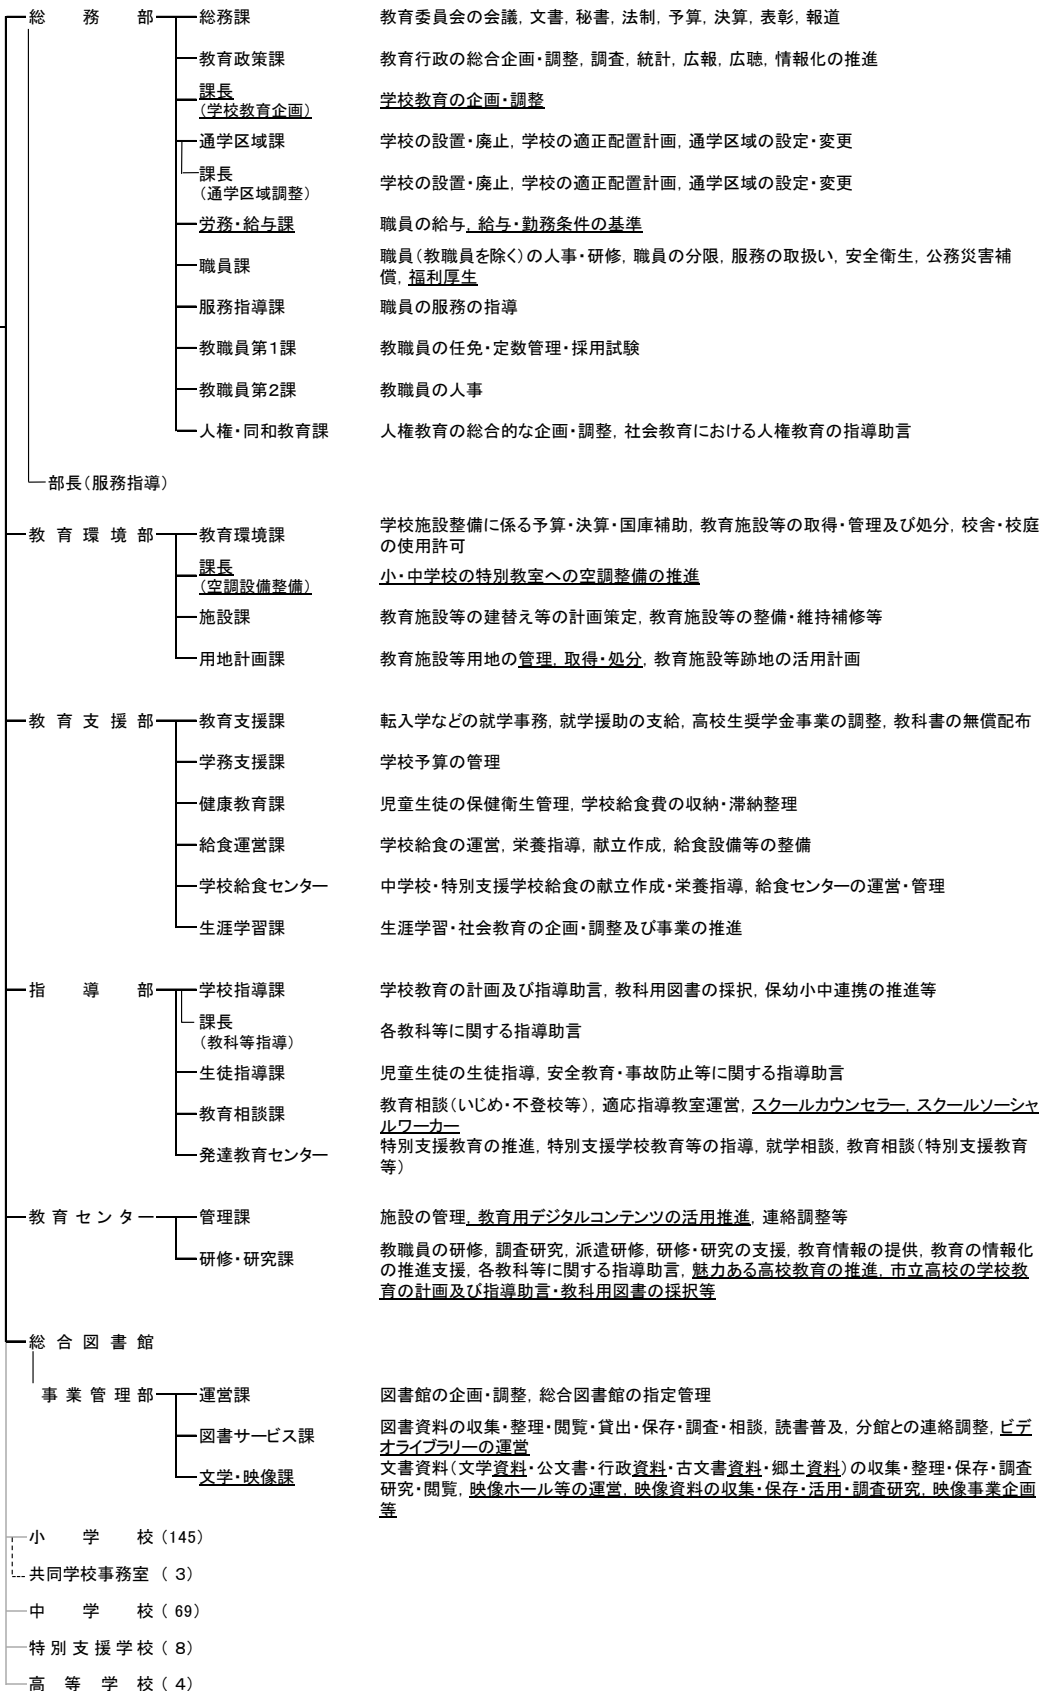 総務部 総務課 教育委員会の会議, 文書, 秘書, 法制, 予算, 決算, 表彰, 報道
教育政策課 教育行政の総合企画・調整, 調査, 統計, 広報, 広聴, 情報化の推進
課長
(学校教育企画) 学校教育の企画・調整
通学区域課 学校の設置・廃止, 学校の適正配置計画, 通学区域の設定・変更
課長
(通学区域調整) 学校の設置・廃止, 学校の適正配置計画, 通学区域の設定・変更
労務・給与課 職員の給与, 給与・勤務条件の基準
職員課 職員(教職員を除く)の人事・研修, 職員の分限, 服務の取扱い, 安全衛生, 公務災害補
償, 福利厚生
服務指導課 職員の服務の指導
教職員第1課 教職員の任免・定数管理・採用試験
教職員第2課 教職員の人事
人権・同和教育課 人権教育の総合的な企画・調整, 社会教育における人権教育の指導助言
部長(服務指導)
教育環境部 教育環境課 学校施設整備に係る予算・決算・国庫補助, 教育施設等の取得・管理及び処分, 校舎・校庭
の使用許可
課長
(空調設備整備) 小・中学校の特別教室への空調整備の推進
施設課 教育施設等の建替え等の計画策定, 教育施設等の整備・維持補修等
用地計画課 教育施設等用地の管理, 取得・処分, 教育施設等跡地の活用計画
教育支援部 教育支援課 転入学などの就学事務, 就学援助の支給, 高校生奨学金事業の調整, 教科書の無償配布
学務支援課 学校予算の管理
健康教育課 児童生徒の保健衛生管理, 学校給食費の収納・滞納整理
給食運営課 学校給食の運営, 栄養指導, 献立作成, 給食設備等の整備
学校給食センター 中学校・特別支援学校給食の献立作成・栄養指導, 給食センターの運営・管理
生涯学習課 生涯学習・社会教育の企画・調整及び事業の推進
指導部 学校指導課 学校教育の計画及び指導助言, 教科用図書の採択, 保幼小中連携の推進等
課長
(教科等指導) 各教科等に関する指導助言
生徒指導課 児童生徒の生徒指導, 安全教育・事故防止等に関する指導助言
教育相談課 教育相談(いじめ・不登校等), 適応指導教室運営, スクールカウンセラー, スクールソーシャ
ルワーカー
発達教育センター 特別支援教育の推進, 特別支援学校教育等の指導, 就学相談, 教育相談(特別支援教育
等)
教育センター 管理課 施設の管理, 教育用デジタルコンテンツの活用推進, 連絡調整等
研修・研究課 教職員の研修, 調査研究, 派遣研修, 研修・研究の支援, 教育情報の提供, 教育の情報化
の推進支援, 各教科等に関する指導助言, 魅力ある高校教育の推進, 市立高校の学校教
育の計画及び指導助言・教科用図書の採択等
総合図書館
事業管理部 運営課 図書館の企画・調整, 総合図書館の指定管理
図書サービス課 図書資料の収集・整理・閲覧・貸出・保存・調査・相談, 読書普及, 分館との連絡調整, ビデ
オライブラリーの運営
文学・映像課 文書資料(文学資料・公文書・行政資料・古文書資料・郷土資料)の収集・整理・保存・調査
研究・閲覧, 映像ホール等の運営, 映像資料の収集・保存・活用・調査研究, 映像事業企画
等
小学校(145)
共同学校事務室(3)
中学校(69)
特別支援学校(8)
高等学校(4)